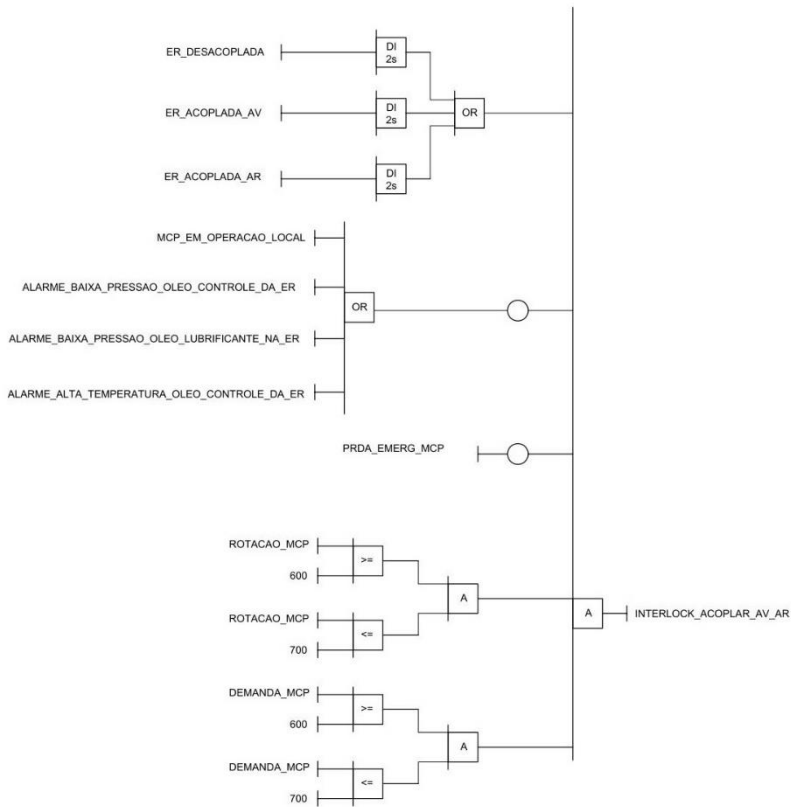 ER_DESACOPLADA
DI
2s
ER_ACOPLADA_AV
DI
2s
OR
ER_ACOPLADA_AR
DI
2s
MCP_EM_OPERACAO_LOCAL
ALARME_BAIXA_PRESSAO_OLEO_CONTROLE_DA_ER
OR
ALARME_BAIXA_PRESSAO_OLEO_LUBRIFICANTE_NA_ER
ALARME_ALTA_TEMPERATURA_OLEO_CONTROLE_DA_ER
PRDA_EMERG_MCP
ROTACAO_MCP
>=
600
A
ROTACAO_MCP
<=
700
A
INTERLOCK_ACOPLAR_AV_AR
DEMANDA_MCP
>=
600
A
DEMANDA_MCP
<=
700